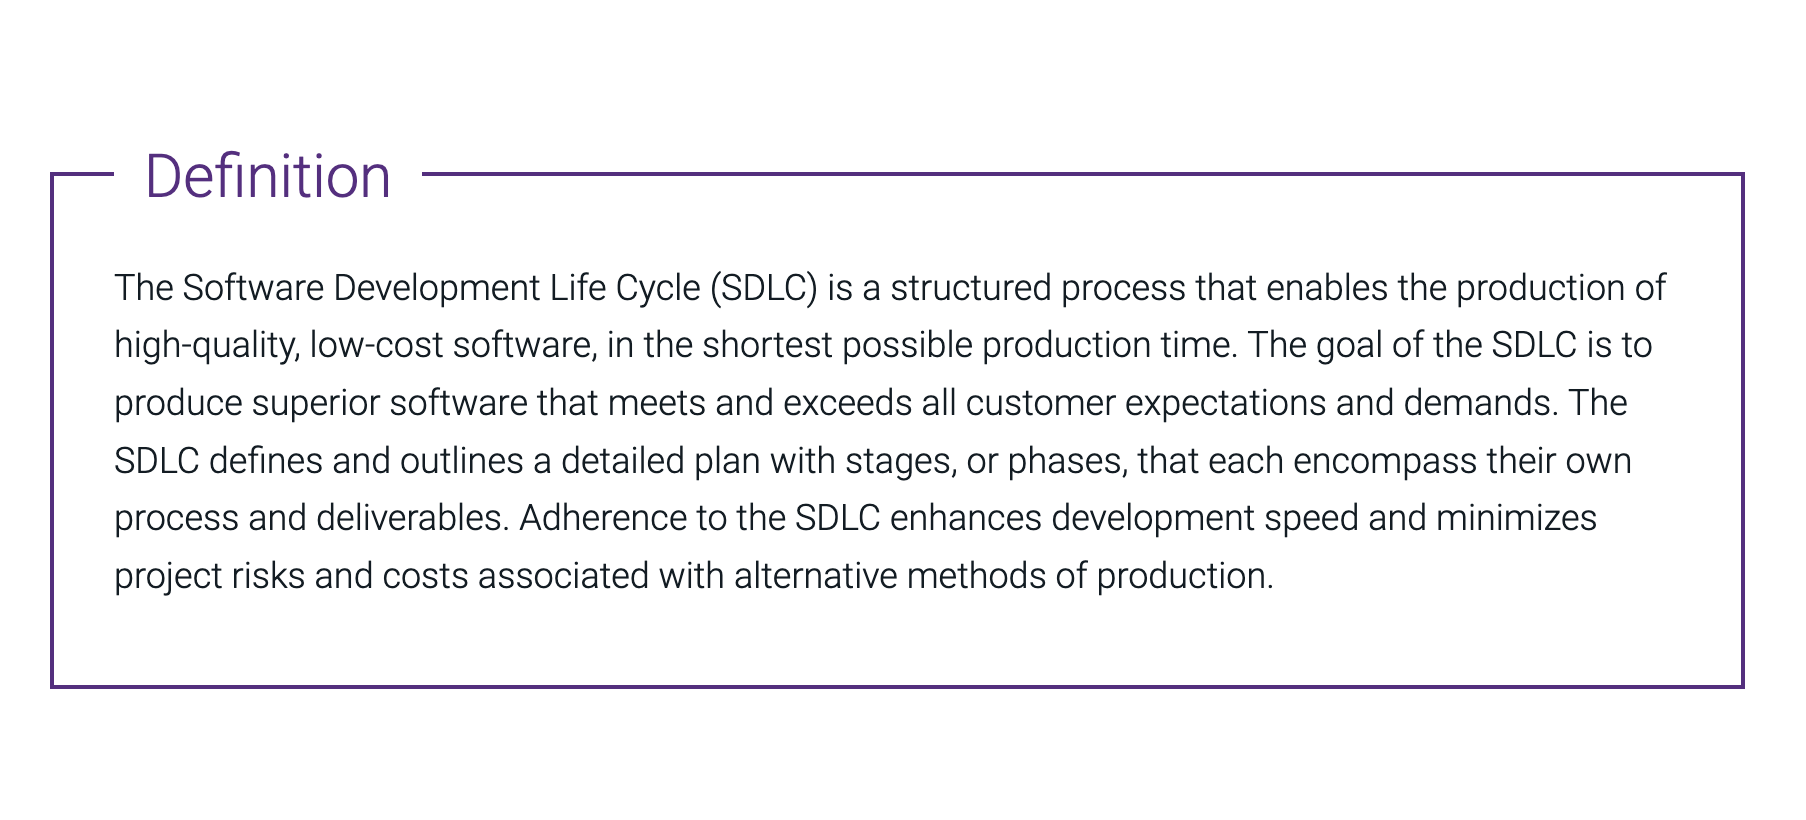 Definition
The Software Development Life Cycle (SDLC) is a structured process that enables the production of
high-quality, low-cost software, in the shortest possible production time. The goal of the SDLC is to
produce superior software that meets and exceeds all customer expectations and demands. The
SDLC defines and outlines a detailed plan with stages, or phases, that each encompass their own
process and deliverables. Adherence to the SDLC enhances development speed and minimizes
project risks and costs associated with alternative methods of production.